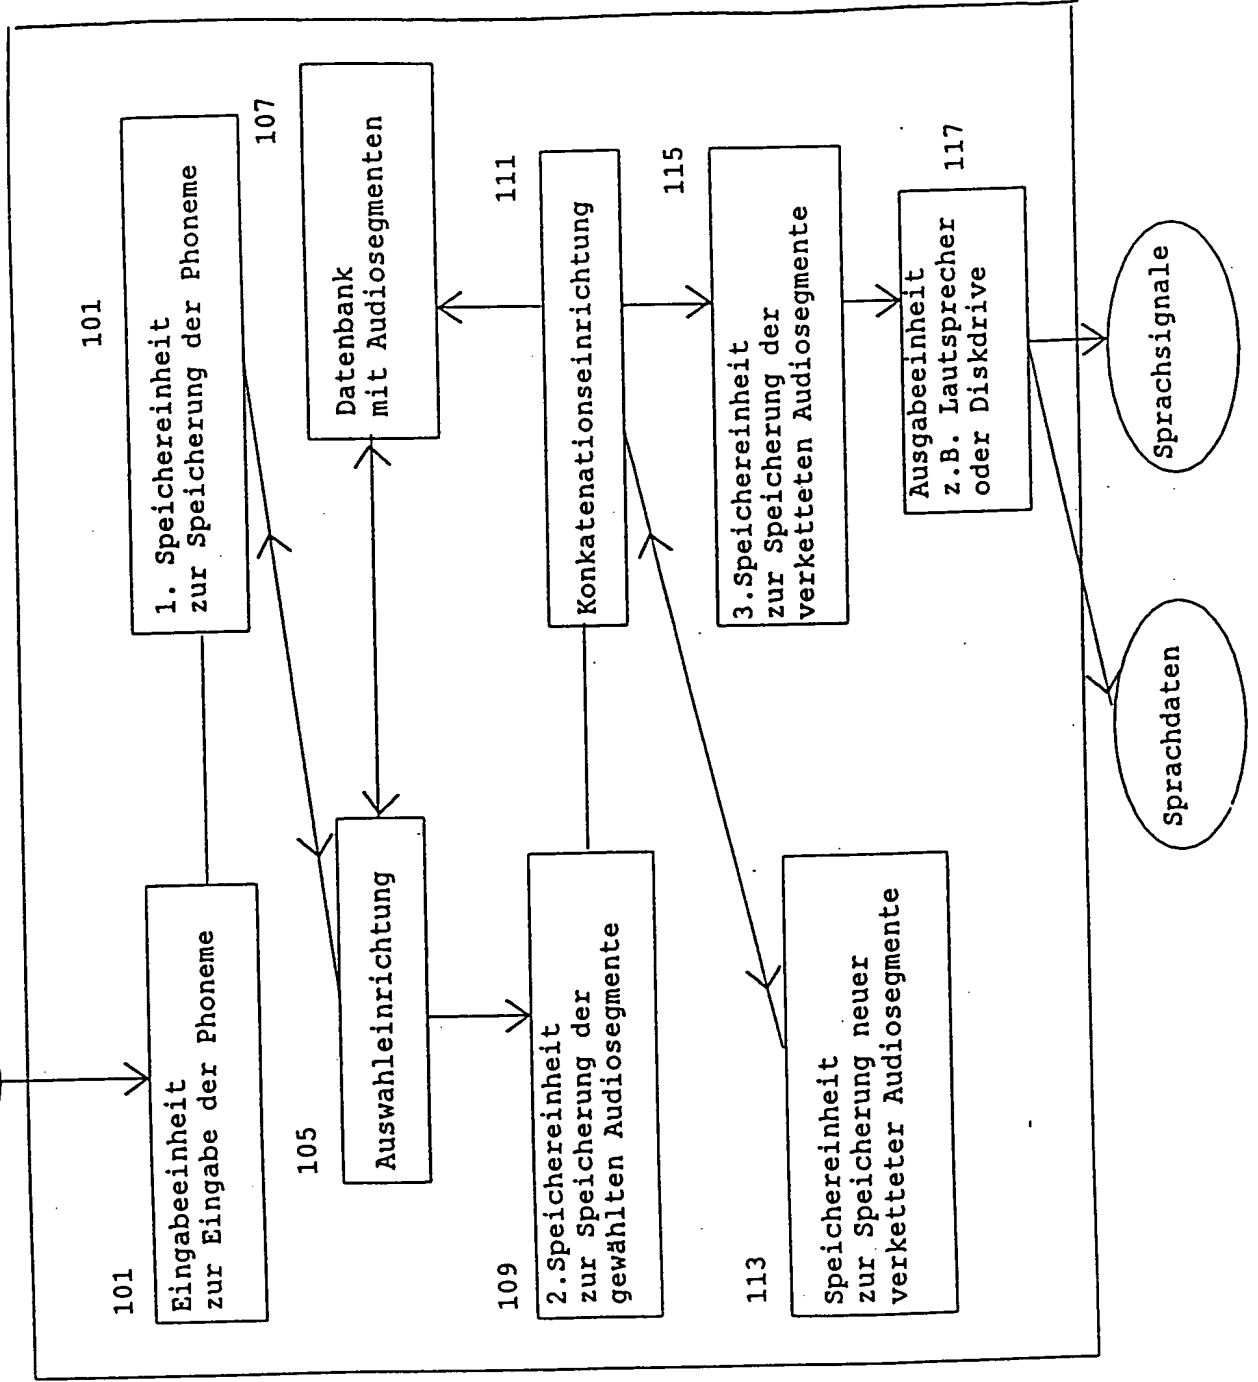 101
Eingabeeinheit
zur Eingabe der Phoneme
101
1. Speichereinheit
zur Speicherung der Phoneme
105
Auswahleinrichtung
107
Datenbank
mit Audiosegmenten
109
2.Speichereinheit
zur Speicherung der
gewählten Audiosegmente
111
Konkatenationseinrichtung
113
Speichereinheit
zur Speicherung neuer
verketteter Audiosegmente
115
3.Speichereinheit
zur Speicherung der
verketteten Audiosegmente
117
Ausgabeeinheit
z.B. Lautsprecher
oder Diskdrive
Sprachdaten
Sprachsignale